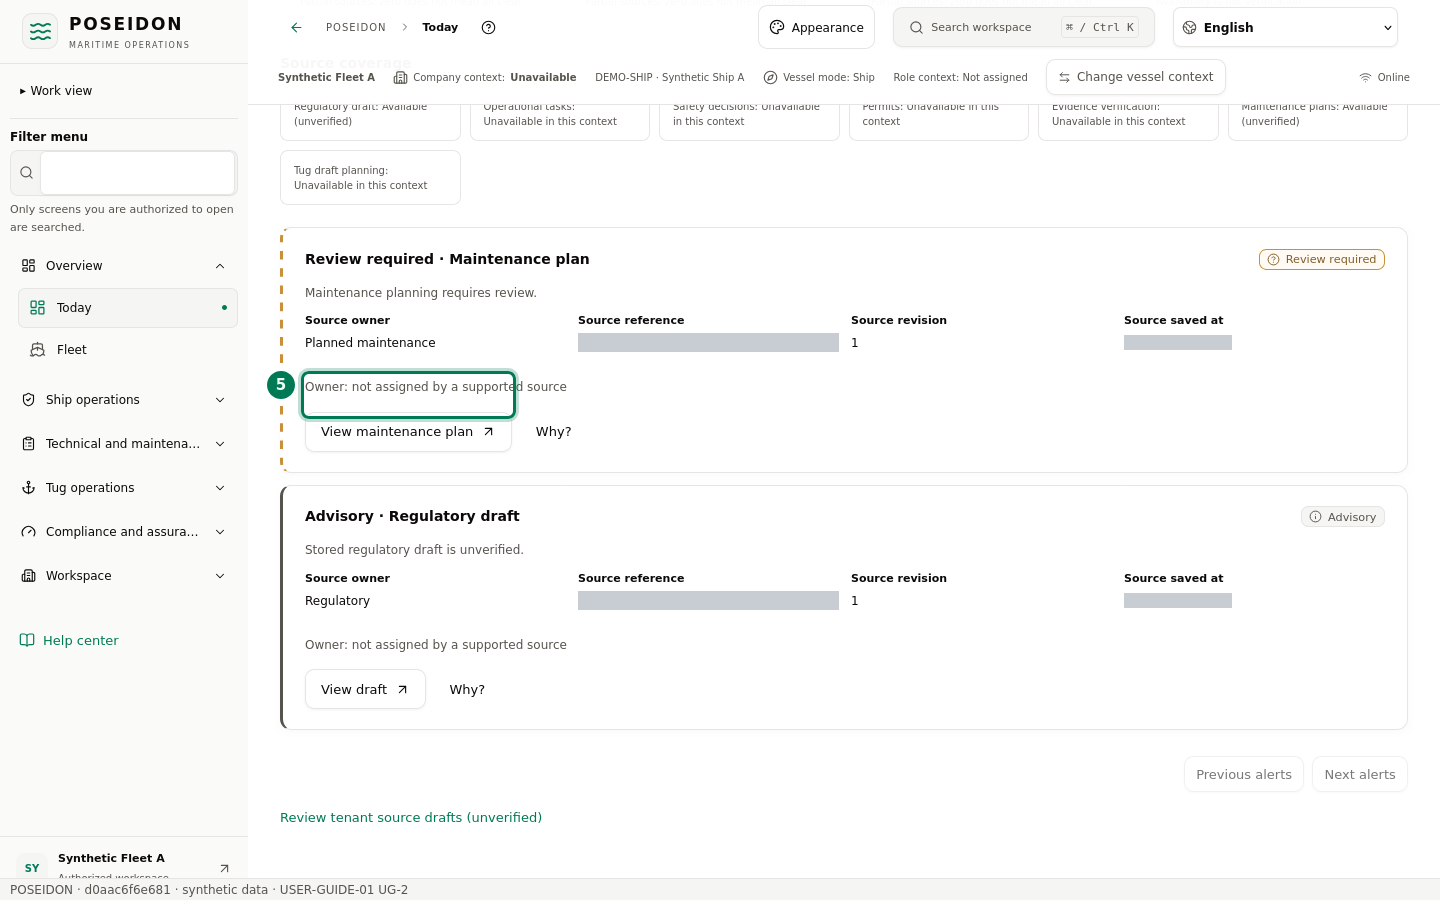 POSEIDON
MARITIME OPERATIONS
POSEIDON
Today
Appearance
Search workspace
⌘ / Ctrl K
English
Source coverage
Synthetic Fleet A
Company context: Unavailable
DEMO-SHIP · Synthetic Ship A
Vessel mode: Ship
Role context: Not assigned
Change vessel context
Online
▸ Work view
Filter menu
Only screens you are authorized to open
are searched.
Overview
Today
Fleet
Ship operations
Technical and maintena...
Tug operations
Compliance and assura...
Workspace
Help center
SY
Synthetic Fleet A
Authorized workspace
Regulatory draft: Available
(unverified)
Operational tasks:
Unavailable in this context
Safety decisions: Unavailable
in this context
Permits: Unavailable in this
context
Evidence verification:
Unavailable in this context
Maintenance plans: Available
(unverified)
Tug draft planning:
Unavailable in this context
Review required · Maintenance plan
Review required
Maintenance planning requires review.
Source owner
Source reference
Source revision
Source saved at
Planned maintenance
1
5
Owner: not assigned by a supported source
View maintenance plan
Why?
Advisory · Regulatory draft
Advisory
Stored regulatory draft is unverified.
Source owner
Source reference
Source revision
Source saved at
Regulatory
1
Owner: not assigned by a supported source
View draft
Why?
Previous alerts
Next alerts
Review tenant source drafts (unverified)
POSEIDON · d0aac6f6e681 · synthetic data · USER-GUIDE-01 UG-2